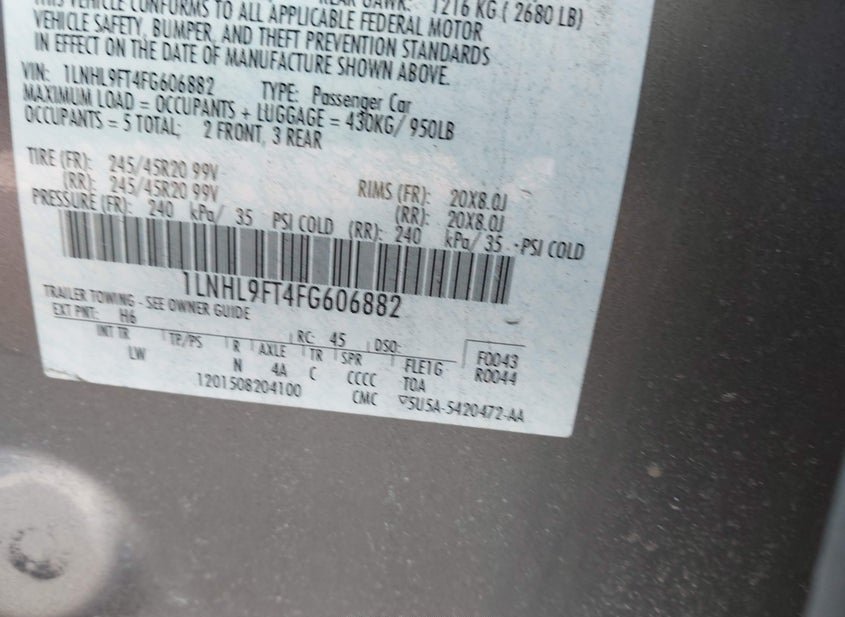 REAR GAWR: 1216 KG ( 2680 LB)
THIS VEHICLE CONFORMS TO ALL APPLICABLE FEDERAL MOTOR
VEHICLE SAFETY, BUMPER, AND THEFT PREVENTION STANDARDS
IN EFFECT ON THE DATE OF MANUFACTURE SHOWN ABOVE.
VIN: 1LNHL9FT4FG606882 TYPE: Passenger Car
MAXIMUM LOAD = OCCUPANTS + LUGGAGE = 430KG/ 950LB
OCCUPANTS = 5 TOTAL; 2 FRONT, 3 REAR
TIRE (FR): 245/45R20 99V RIMS (FR): 20X8.0J
(RR): 245/45R20 99V (RR): 20X8.0J
PRESSURE (FR): 240 kPa/ 35 PSI COLD (RR): 240 kPa/ 35 PSI COLD
1LNHL9FT4FG606882
TRAILER TOWING - SEE OWNER GUIDE
EXT PNT: H6 RC: 45 DSO: F0043
INT TR TP/PS R AXLE TR SPR FLE1G R0044
LW N 4A C CCCC T0A
1201508204100 CMC ▽5U5A-5420472-AA